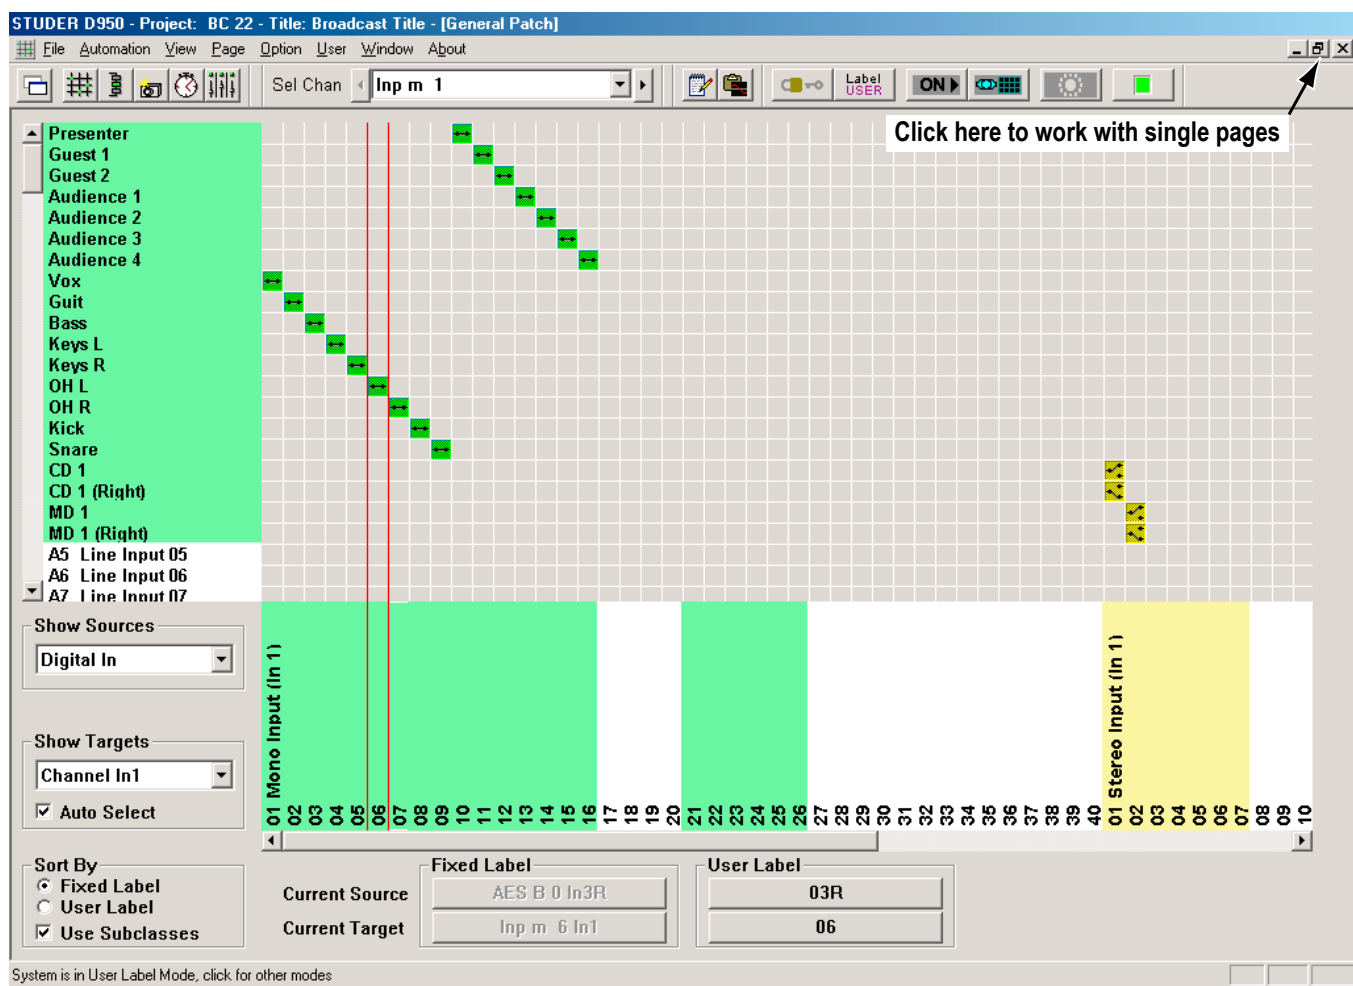 STUDER D950 - Project:  BC 22 - Title: Broadcast Title - [General Patch]
File Automation View Page Option User Window About
Sel Chan Inp m  1 Label USER ON
Click here to work with single pages
Presenter
Guest 1
Guest 2
Audience 1
Audience 2
Audience 3
Audience 4
Vox
Guit
Bass
Keys L
Keys R
OH L
OH R
Kick
Snare
CD 1
CD 1 (Right)
MD 1
MD 1 (Right)
A5  Line Input 05
A6  Line Input 06
A7  Line Input 07
Show Sources
Digital In
Show Targets
Channel In1
Auto Select
01 Mono Input (In 1)
02
03
04
05
06
07
08
09
10
11
12
13
14
15
16
17
18
19
20
21
22
23
24
25
26
27
28
29
30
31
32
33
34
35
36
37
38
39
40
01 Stereo Input (In 1)
02
03
04
05
06
07
08
09
10
Sort By
Fixed Label
User Label
Use Subclasses
Fixed Label User Label
Current Source AES B 0 In3R 03R
Current Target Inp m  6 In1 06
System is in User Label Mode, click for other modes